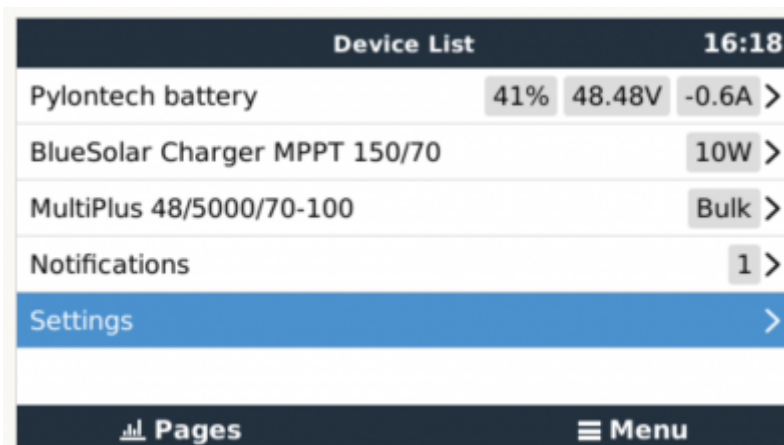 Device List 16:18
Pylontech battery 41% 48.48V -0.6A
BlueSolar Charger MPPT 150/70 10W
MultiPlus 48/5000/70-100 Bulk
Notifications 1
Settings
Pages Menu